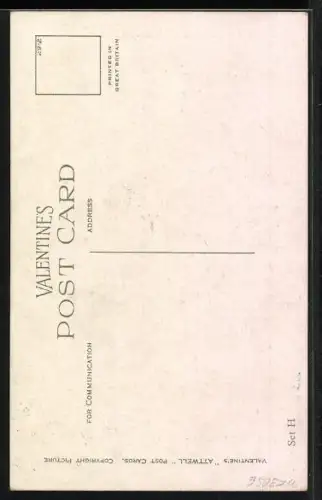 VALENTINE'S
POST CARD
FOR COMMUNICATION
ADDRESS
PRINTED IN
GREAT BRITAIN
VALENTINE'S "ATTWELL" POST CARDS. COPYRIGHT PICTURE
Set H